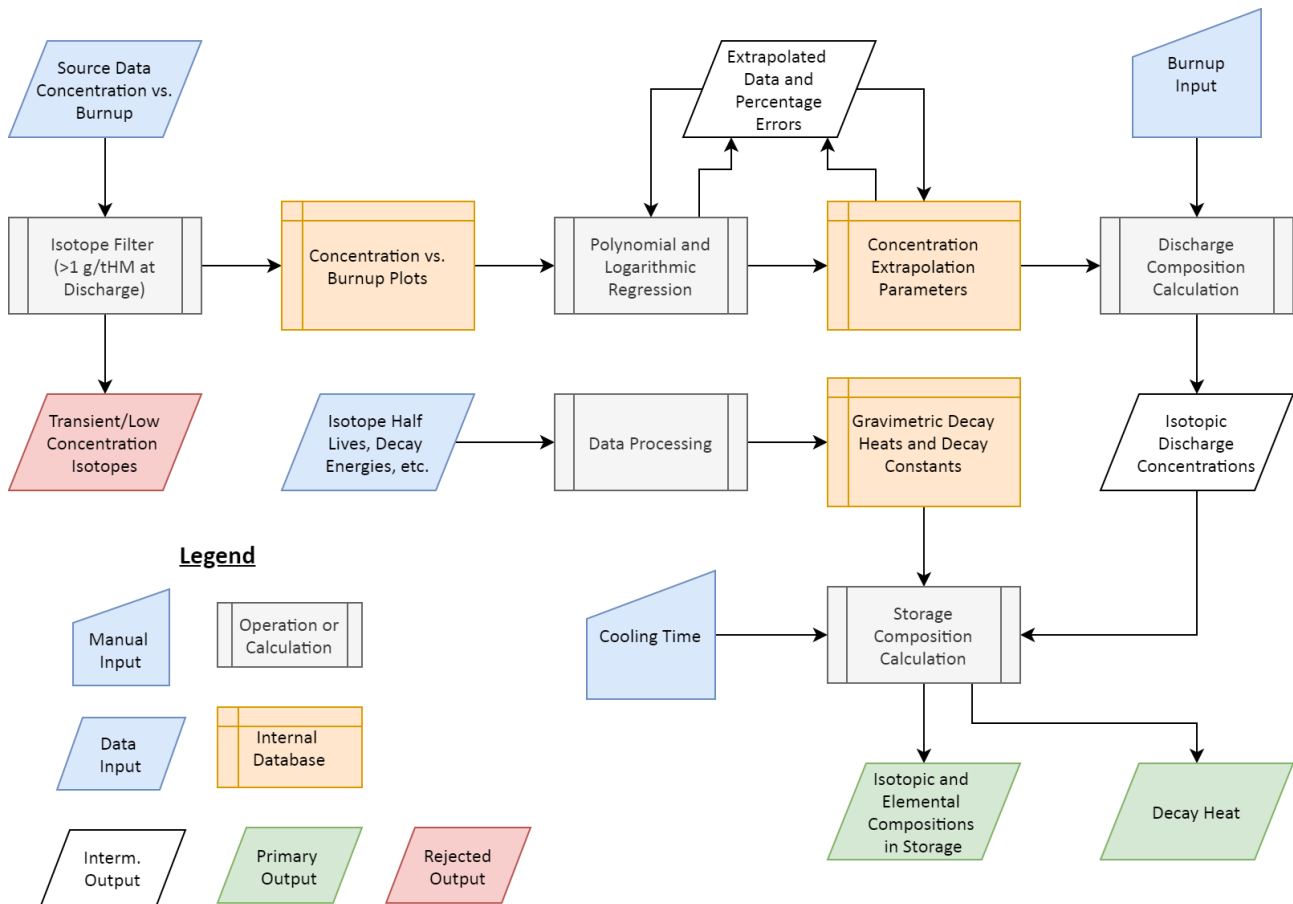 Source Data
Concentration vs.
Burnup
Extrapolated
Data and
Percentage
Errors
Burnup
Input
Isotope Filter
(>1 g/tHM at
Discharge)
Concentration vs.
Burnup Plots
Polynomial and
Logarithmic
Regression
Concentration
Extrapolation
Parameters
Discharge
Composition
Calculation
Transient/Low
Concentration
Isotopes
Isotope Half
Lives, Decay
Energies, etc.
Data Processing
Gravimetric Decay
Heats and Decay
Constants
Isotopic
Discharge
Concentrations
Cooling Time
Storage
Composition
Calculation
Isotopic and
Elemental
Compositions
in Storage
Decay Heat
Legend
Manual
Input
Operation or
Calculation
Data
Input
Internal
Database
Interm.
Output
Primary
Output
Rejected
Output